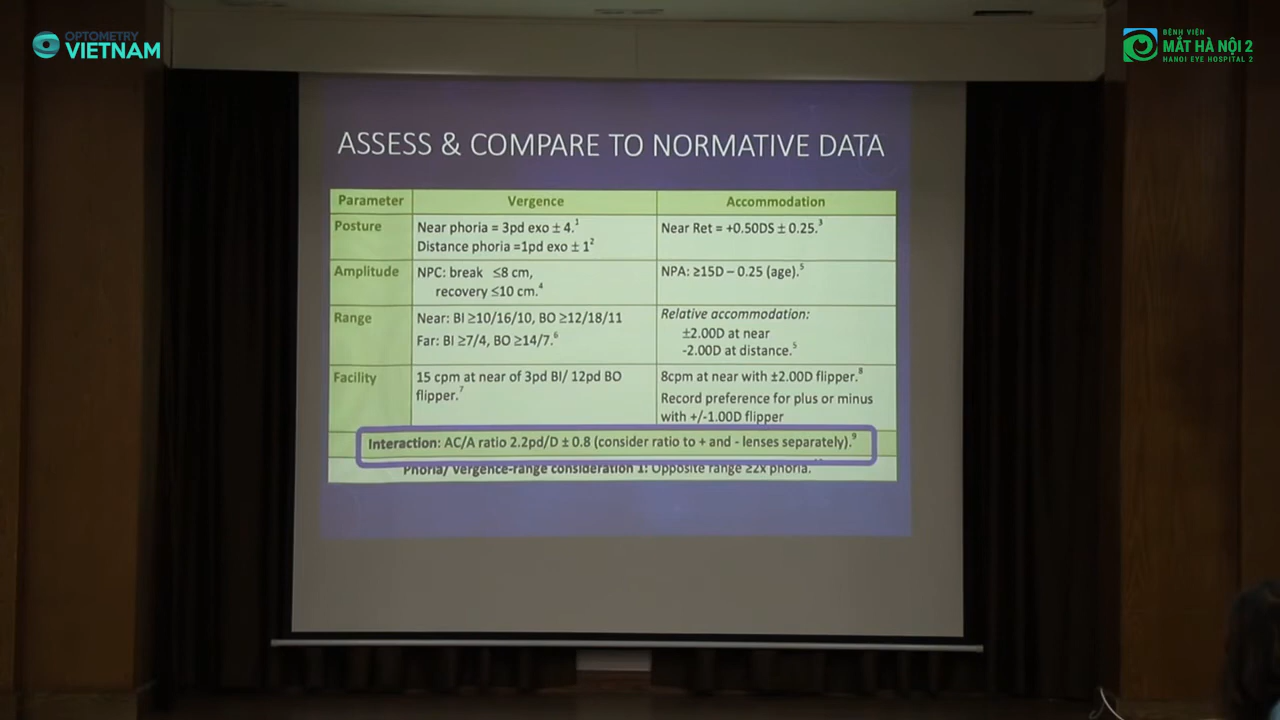 OPTOMETRY
VIETNAM
BỆNH VIỆN
MẮT HÀ NỘI 2
HANOI EYE HOSPITAL 2
ASSESS & COMPARE TO NORMATIVE DATA
Parameter Vergence Accommodation
Posture
Near phoria = 3pd exo ± 4.¹
Distance phoria =1pd exo ± 1²
Near Ret = +0.50DS ± 0.25.³
Amplitude
NPC: break ≤8 cm,
recovery ≤10 cm.⁴
NPA: ≥15D – 0.25 (age).⁵
Range
Near: BI ≥10/16/10, BO ≥12/18/11
Far: BI ≥7/4, BO ≥14/7.⁶
Relative accommodation:
±2.00D at near
-2.00D at distance.⁵
Facility
15 cpm at near of 3pd BI/ 12pd BO
flipper.⁷
8cpm at near with ±2.00D flipper.⁸
Record preference for plus or minus
with +/-1.00D flipper
Interaction: AC/A ratio 2.2pd/D ± 0.8 (consider ratio to + and - lenses separately).⁹
Phoria/ Vergence-range consideration 1: Opposite range ≥2x phoria.